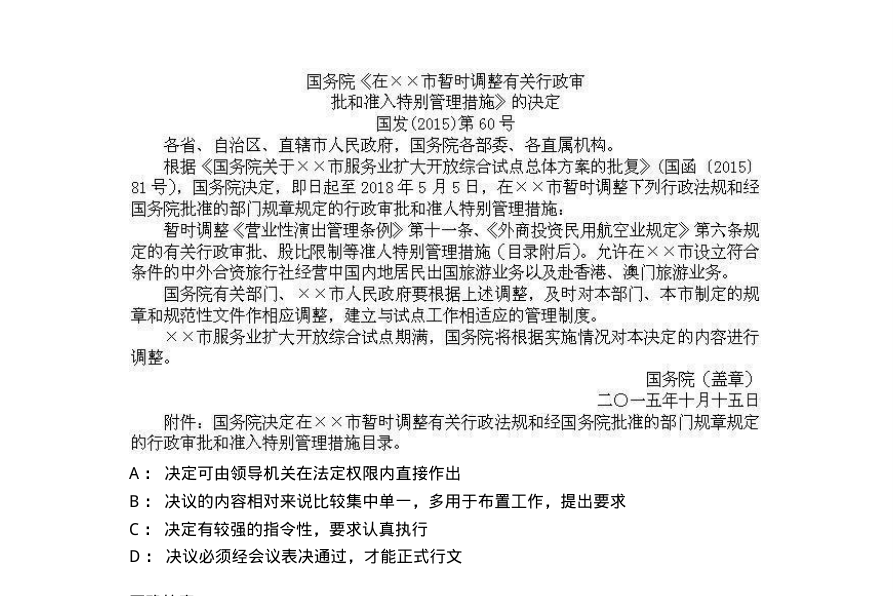 国务院《在××市暂时调整有关行政审
批和准入特别管理措施》的决定
国发(2015)第 60 号
各省、自治区、直辖市人民政府，国务院各部委、各直属机构。
根据《国务院关于××市服务业扩大开放综合试点总体方案的批复》(国函〔2015〕
81 号)，国务院决定，即日起至 2018 年 5 月 5 日，在××市暂时调整下列行政法规和经
国务院批准的部门规章规定的行政审批和准人特别管理措施：
暂时调整《营业性演出管理条例》第十一条、《外商投资民用航空业规定》第六条规
定的有关行政审批、股比限制等准人特别管理措施（目录附后）。允许在××市设立符合
条件的中外合资旅行社经营中国内地居民出国旅游业务以及赴香港、澳门旅游业务。
国务院有关部门、××市人民政府要根据上述调整，及时对本部门、本市制定的规
章和规范性文件作相应调整，建立与试点工作相适应的管理制度。
××市服务业扩大开放综合试点期满，国务院将根据实施情况对本决定的内容进行
调整。
国务院（盖章）
二〇一五年十月十五日
附件：国务院决定在××市暂时调整有关行政法规和经国务院批准的部门规章规定
的行政审批和准入特别管理措施目录。
A： 决定可由领导机关在法定权限内直接作出
B： 决议的内容相对来说比较集中单一，多用于布置工作，提出要求
C： 决定有较强的指令性，要求认真执行
D： 决议必须经会议表决通过，才能正式行文